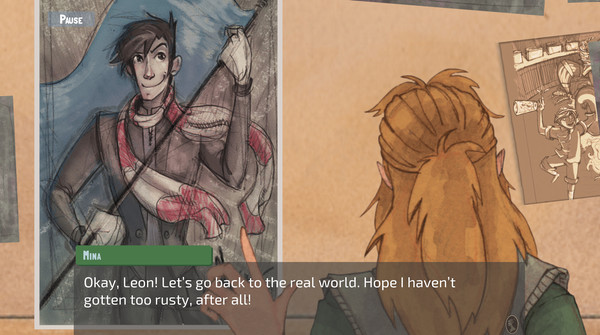 Pause
Mina
Okay, Leon! Let's go back to the real world. Hope I haven't
gotten too rusty, after all!